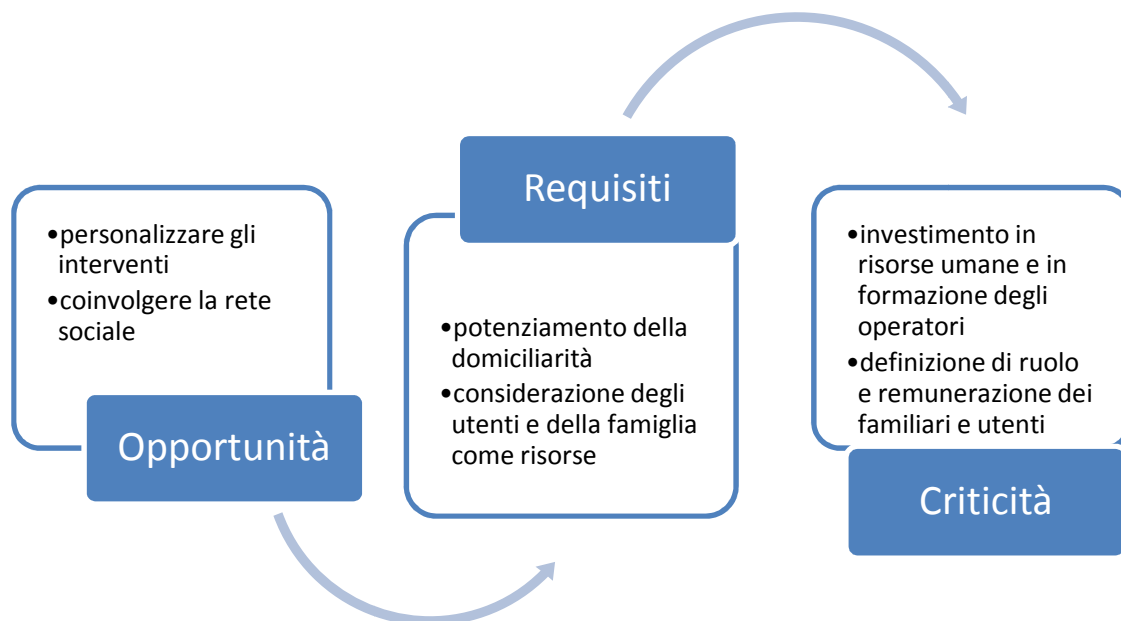 •personalizzare gli
interventi
•coinvolgere la rete
sociale
Opportunità
Requisiti
•potenziamento della
domiciliarità
•considerazione degli
utenti e della famiglia
come risorse
•investimento in
risorse umane e in
formazione degli
operatori
•definizione di ruolo
e remunerazione dei
familiari e utenti
Criticità